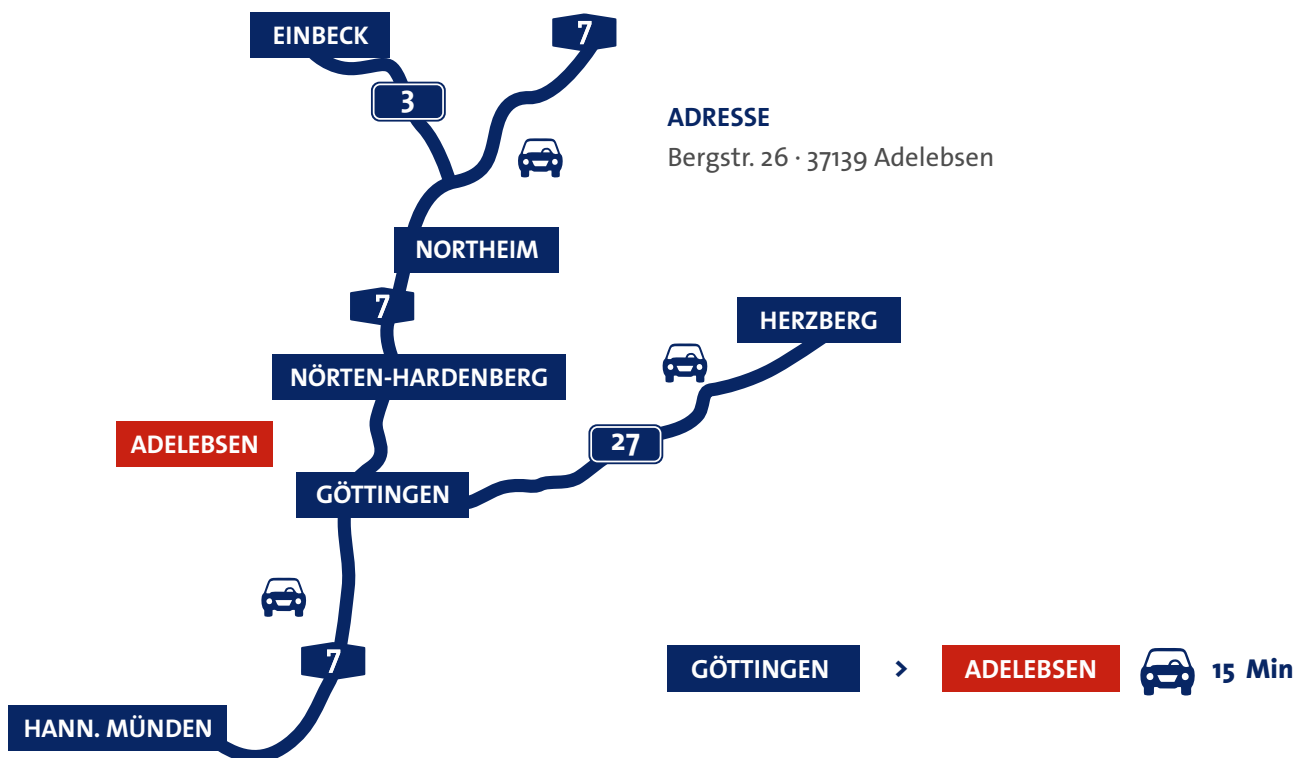 EINBECK
7
3
ADRESSE
Bergstr. 26 · 37139 Adelebsen
NORTHEIM
7
HERZBERG
NÖRTEN-HARDENBERG
ADELEBSEN
27
GÖTTINGEN
7
GÖTTINGEN > ADELEBSEN 15 Min
HANN. MÜNDEN